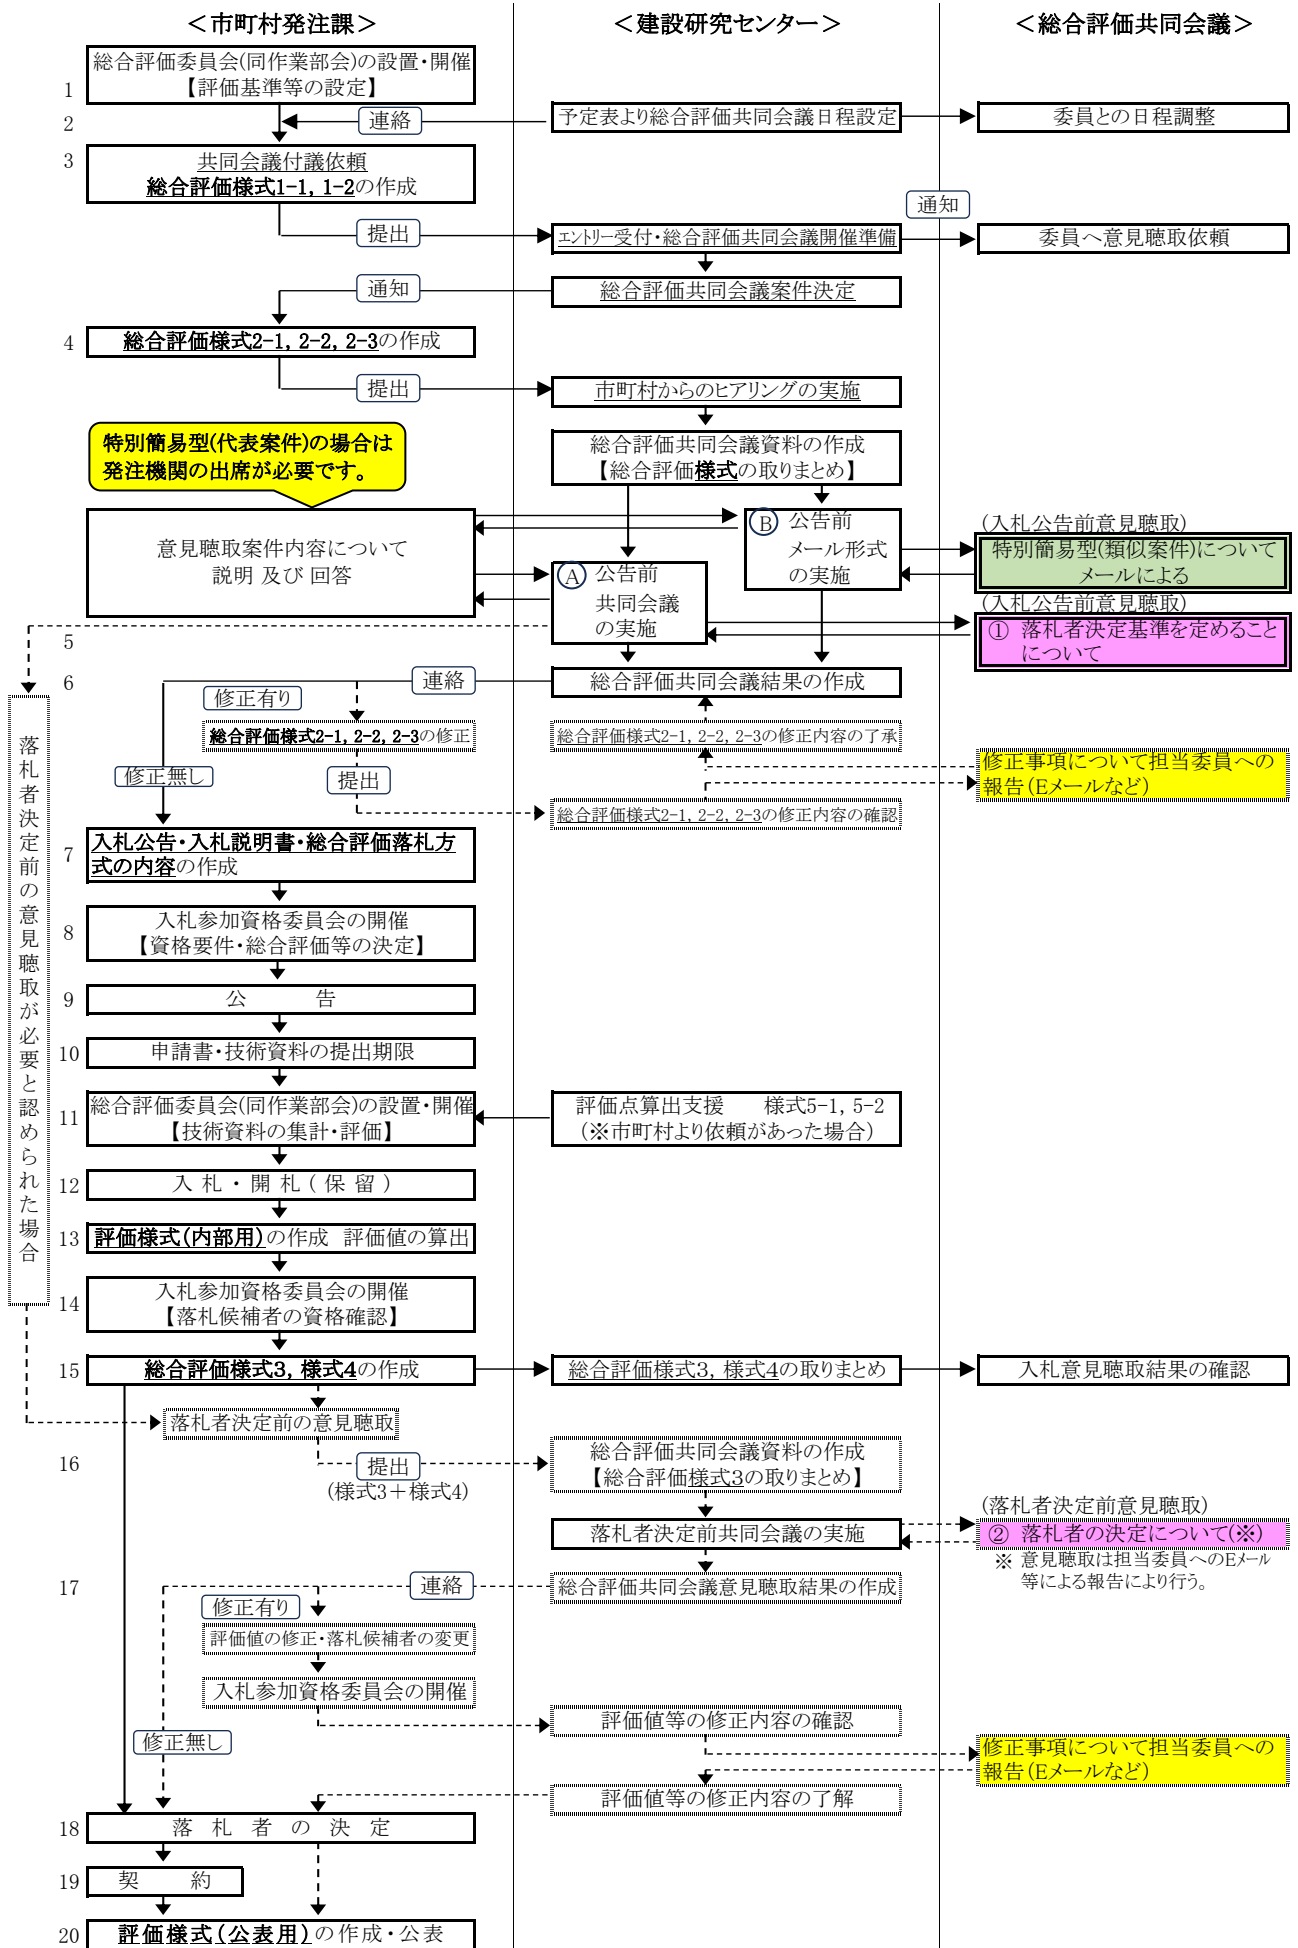 ＜市町村発注課＞
＜建設研究センター＞
＜総合評価共同会議＞
総合評価委員会(同作業部会)の設置・開催
【評価基準等の設定】
1
2
連絡
予定表より総合評価共同会議日程設定
委員との日程調整
3
共同会議付議依頼
総合評価様式1-1, 1-2の作成
通知
提出
エントリー受付・総合評価共同会議開催準備
委員へ意見聴取依頼
通知
総合評価共同会議案件決定
4
総合評価様式2-1, 2-2, 2-3の作成
提出
市町村からのヒアリングの実施
特別簡易型(代表案件)の場合は
発注機関の出席が必要です。
総合評価共同会議資料の作成
【総合評価様式の取りまとめ】
意見聴取案件内容について
説明 及び 回答
B 公告前
メール形式
の実施
(入札公告前意見聴取)
特別簡易型(類似案件)について
メールによる
A 公告前
共同会議
の実施
(入札公告前意見聴取)
① 落札者決定基準を定めること
について
5
6
連絡
総合評価共同会議結果の作成
修正有り
総合評価様式2-1, 2-2, 2-3の修正
総合評価様式2-1, 2-2, 2-3の修正内容の了承
修正無し
提出
修正事項について担当委員への
報告(Eメールなど)
総合評価様式2-1, 2-2, 2-3の修正内容の確認
落札者決定前の意見聴取が必要と認められた場合
7
入札公告・入札説明書・総合評価落札方
式の内容の作成
8
入札参加資格委員会の開催
【資格要件・総合評価等の決定】
9
公 告
10
申請書・技術資料の提出期限
11
総合評価委員会(同作業部会)の設置・開催
【技術資料の集計・評価】
評価点算出支援 様式5-1, 5-2
(※市町村より依頼があった場合)
12
入 札 ・ 開 札 ( 保 留 )
13
評価様式(内部用)の作成 評価値の算出
14
入札参加資格委員会の開催
【落札候補者の資格確認】
15
総合評価様式3, 様式4の作成
総合評価様式3, 様式4の取りまとめ
入札意見聴取結果の確認
落札者決定前の意見聴取
16
提出
(様式3＋様式4)
総合評価共同会議資料の作成
【総合評価様式3の取りまとめ】
落札者決定前共同会議の実施
(落札者決定前意見聴取)
② 落札者の決定について(※)
※ 意見聴取は担当委員へのEメール
等による報告により行う。
17
連絡
総合評価共同会議意見聴取結果の作成
修正有り
評価値の修正・落札候補者の変更
入札参加資格委員会の開催
評価値等の修正内容の確認
修正無し
修正事項について担当委員への
報告(Eメールなど)
評価値等の修正内容の了解
18
落 札 者 の 決 定
19
契 約
20
評価様式(公表用)の作成・公表